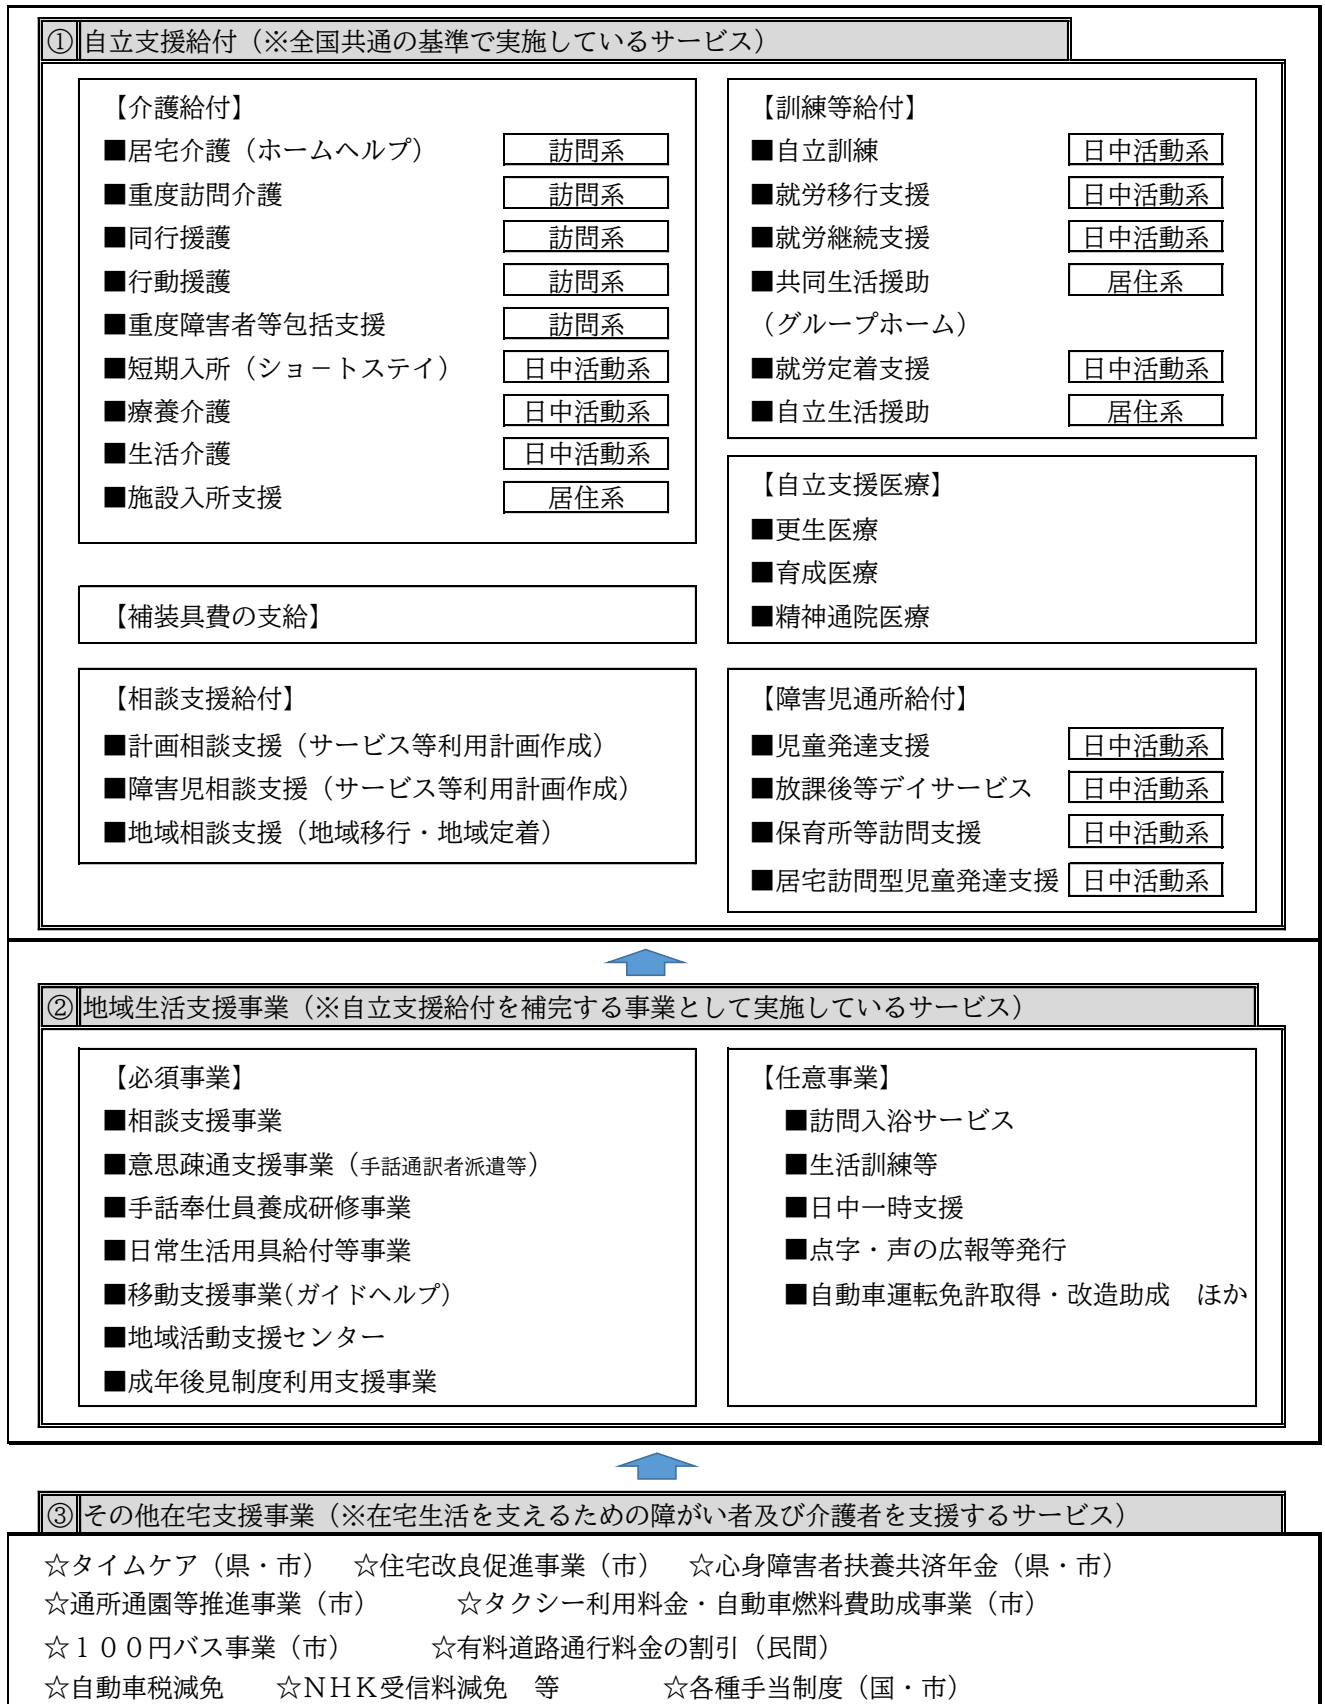 ①自立支援給付（※全国共通の基準で実施しているサービス）
【介護給付】
■居宅介護（ホームヘルプ） 訪問系
■重度訪問介護 訪問系
■同行援護 訪問系
■行動援護 訪問系
■重度障害者等包括支援 訪問系
■短期入所（ショートステイ） 日中活動系
■療養介護 日中活動系
■生活介護 日中活動系
■施設入所支援 居住系
【訓練等給付】
■自立訓練 日中活動系
■就労移行支援 日中活動系
■就労継続支援 日中活動系
■共同生活援助 居住系
（グループホーム）
■就労定着支援 日中活動系
■自立生活援助 居住系
【自立支援医療】
■更生医療
■育成医療
■精神通院医療
【補装具費の支給】
【相談支援給付】
■計画相談支援（サービス等利用計画作成）
■障害児相談支援（サービス等利用計画作成）
■地域相談支援（地域移行・地域定着）
【障害児通所給付】
■児童発達支援 日中活動系
■放課後等デイサービス 日中活動系
■保育所等訪問支援 日中活動系
■居宅訪問型児童発達支援 日中活動系
②地域生活支援事業（※自立支援給付を補完する事業として実施しているサービス）
【必須事業】
■相談支援事業
■意思疎通支援事業（手話通訳者派遣等）
■手話奉仕員養成研修事業
■日常生活用具給付等事業
■移動支援事業（ガイドヘルプ）
■地域活動支援センター
■成年後見制度利用支援事業
【任意事業】
■訪問入浴サービス
■生活訓練等
■日中一時支援
■点字・声の広報等発行
■自動車運転免許取得・改造助成　ほか
③その他在宅支援事業（※在宅生活を支えるための障がい者及び介護者を支援するサービス）
☆タイムケア（県・市）　☆住宅改良促進事業（市）　☆心身障害者扶養共済年金（県・市）
☆通所通園等推進事業（市）　☆タクシー利用料金・自動車燃料費助成事業（市）
☆１００円バス事業（市）　☆有料道路通行料金の割引（民間）
☆自動車税減免　☆ＮＨＫ受信料減免　等　☆各種手当制度（国・市）